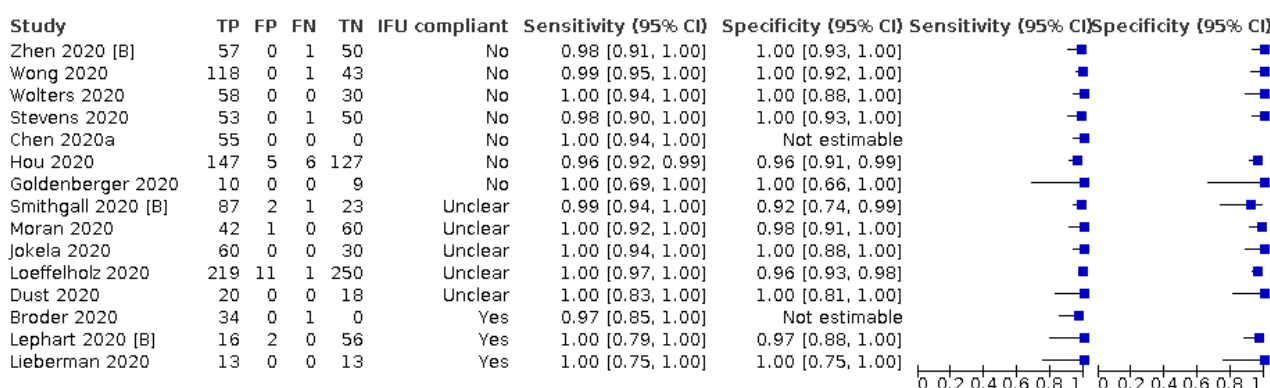 Study TP FP FN TN IFU compliant Sensitivity (95% CI) Specificity (95% CI) Sensitivity (95% CI) Specificity (95% CI)
Zhen 2020 [B] 57 0 1 50 No 0.98 [0.91, 1.00] 1.00 [0.93, 1.00]
Wong 2020 118 0 1 43 No 0.99 [0.95, 1.00] 1.00 [0.92, 1.00]
Wolters 2020 58 0 0 30 No 1.00 [0.94, 1.00] 1.00 [0.88, 1.00]
Stevens 2020 53 0 1 50 No 0.98 [0.90, 1.00] 1.00 [0.93, 1.00]
Chen 2020a 55 0 0 0 No 1.00 [0.94, 1.00] Not estimable
Hou 2020 147 5 6 127 No 0.96 [0.92, 0.99] 0.96 [0.91, 0.99]
Goldenberger 2020 10 0 0 9 No 1.00 [0.69, 1.00] 1.00 [0.66, 1.00]
Smithgall 2020 [B] 87 2 1 23 Unclear 0.99 [0.94, 1.00] 0.92 [0.74, 0.99]
Moran 2020 42 1 0 60 Unclear 1.00 [0.92, 1.00] 0.98 [0.91, 1.00]
Jokela 2020 60 0 0 30 Unclear 1.00 [0.94, 1.00] 1.00 [0.88, 1.00]
Loeffelholz 2020 219 11 1 250 Unclear 1.00 [0.97, 1.00] 0.96 [0.93, 0.98]
Dust 2020 20 0 0 18 Unclear 1.00 [0.83, 1.00] 1.00 [0.81, 1.00]
Broder 2020 34 0 1 0 Yes 0.97 [0.85, 1.00] Not estimable
Lephart 2020 [B] 16 2 0 56 Yes 1.00 [0.79, 1.00] 0.97 [0.88, 1.00]
Lieberman 2020 13 0 0 13 Yes 1.00 [0.75, 1.00] 1.00 [0.75, 1.00]
0 0.2 0.4 0.6 0.8 1 0 0.2 0.4 0.6 0.8 1